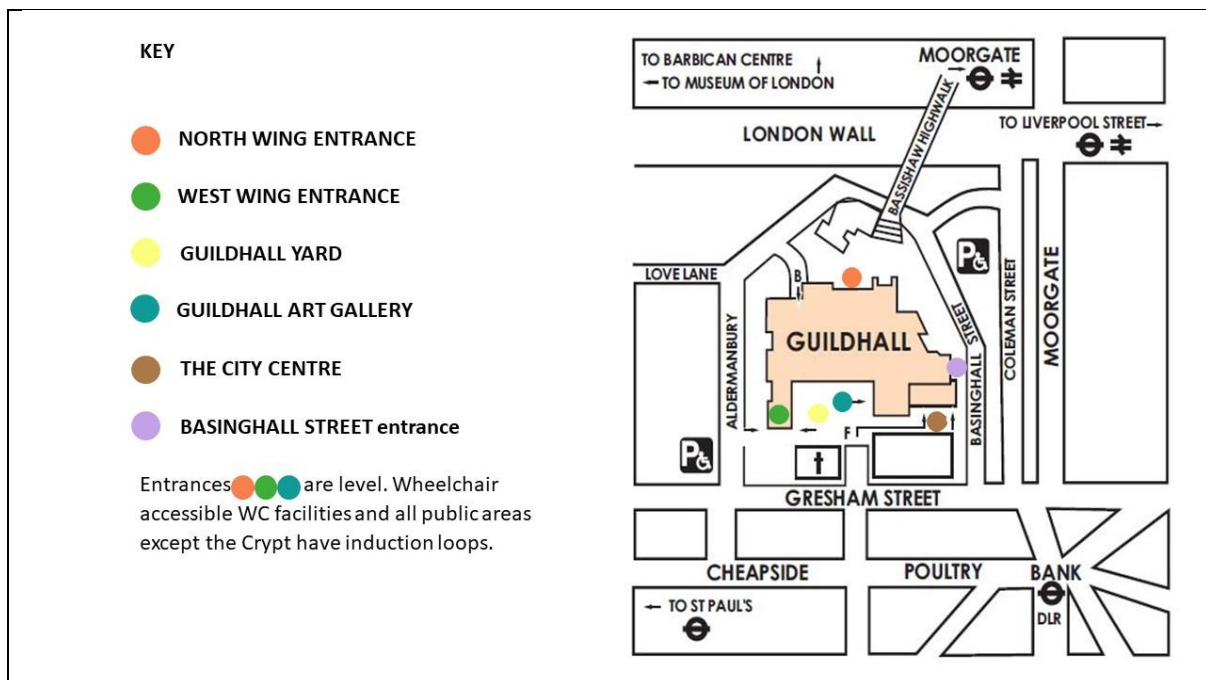 KEY
NORTH WING ENTRANCE
WEST WING ENTRANCE
GUILDHALL YARD
GUILDHALL ART GALLERY
THE CITY CENTRE
BASINGHALL STREET entrance
Entrances are level. Wheelchair
accessible WC facilities and all public areas
except the Crypt have induction loops.
TO BARBICAN CENTRE
TO MUSEUM OF LONDON
MOORGATE
LONDON WALL
TO LIVERPOOL STREET
BASSISHAW HIGHWALK
P
LOVE LANE
B
GUILDHALL
ALDERMANBURY
BASINGHALL STREET
COLEMAN STREET
MOORGATE
F
P
GRESHAM STREET
CHEAPSIDE
POULTRY
BANK
DLR
TO ST PAUL'S